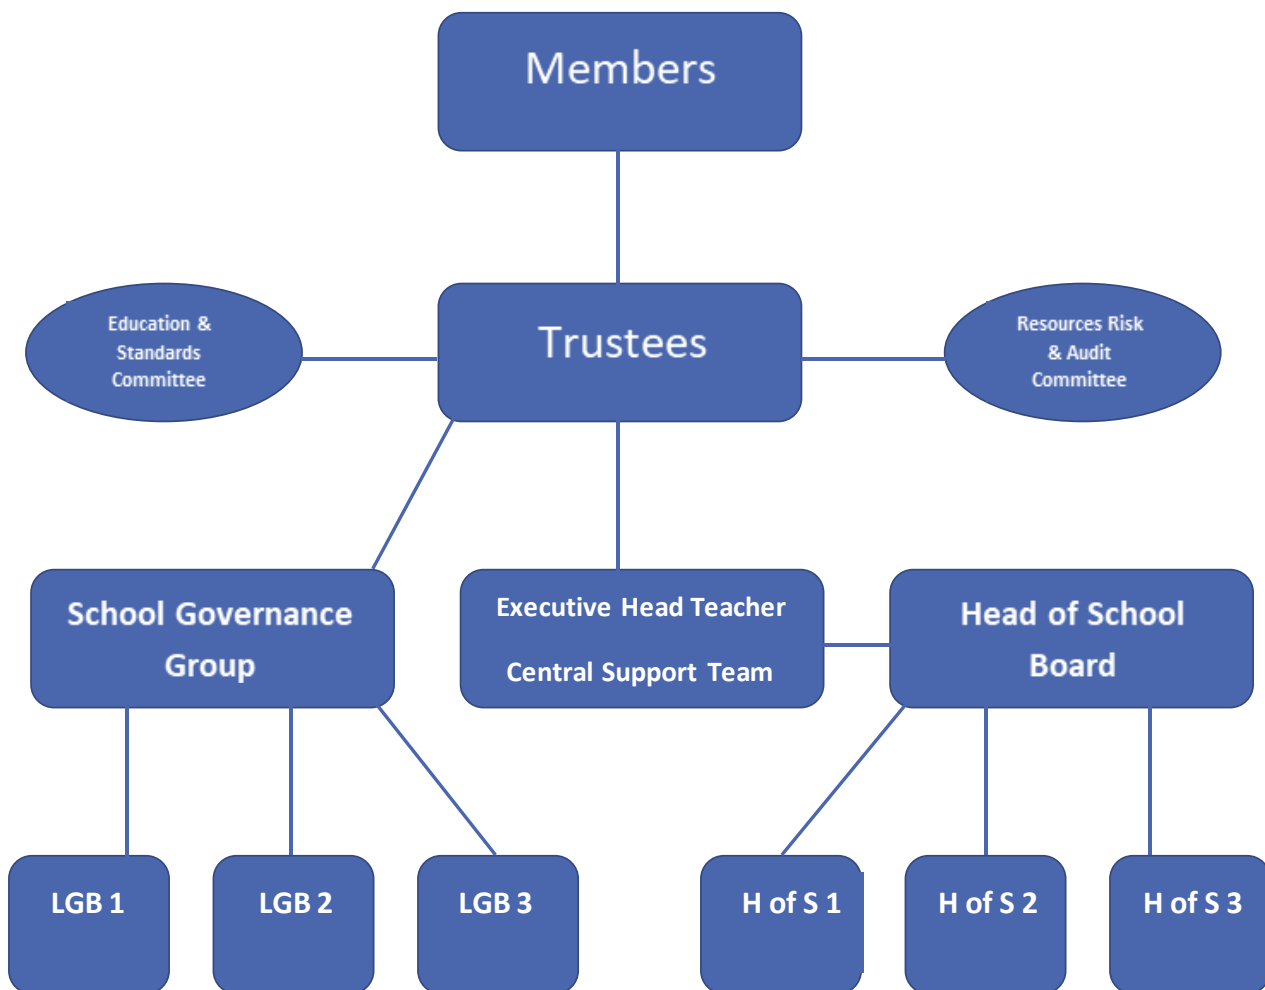 Members
Education &
Standards
Committee
Trustees
Resources Risk
& Audit
Committee
School Governance
Group
Executive Head Teacher
Central Support Team
Head of School
Board
LGB 1
LGB 2
LGB 3
H of S 1
H of S 2
H of S 3